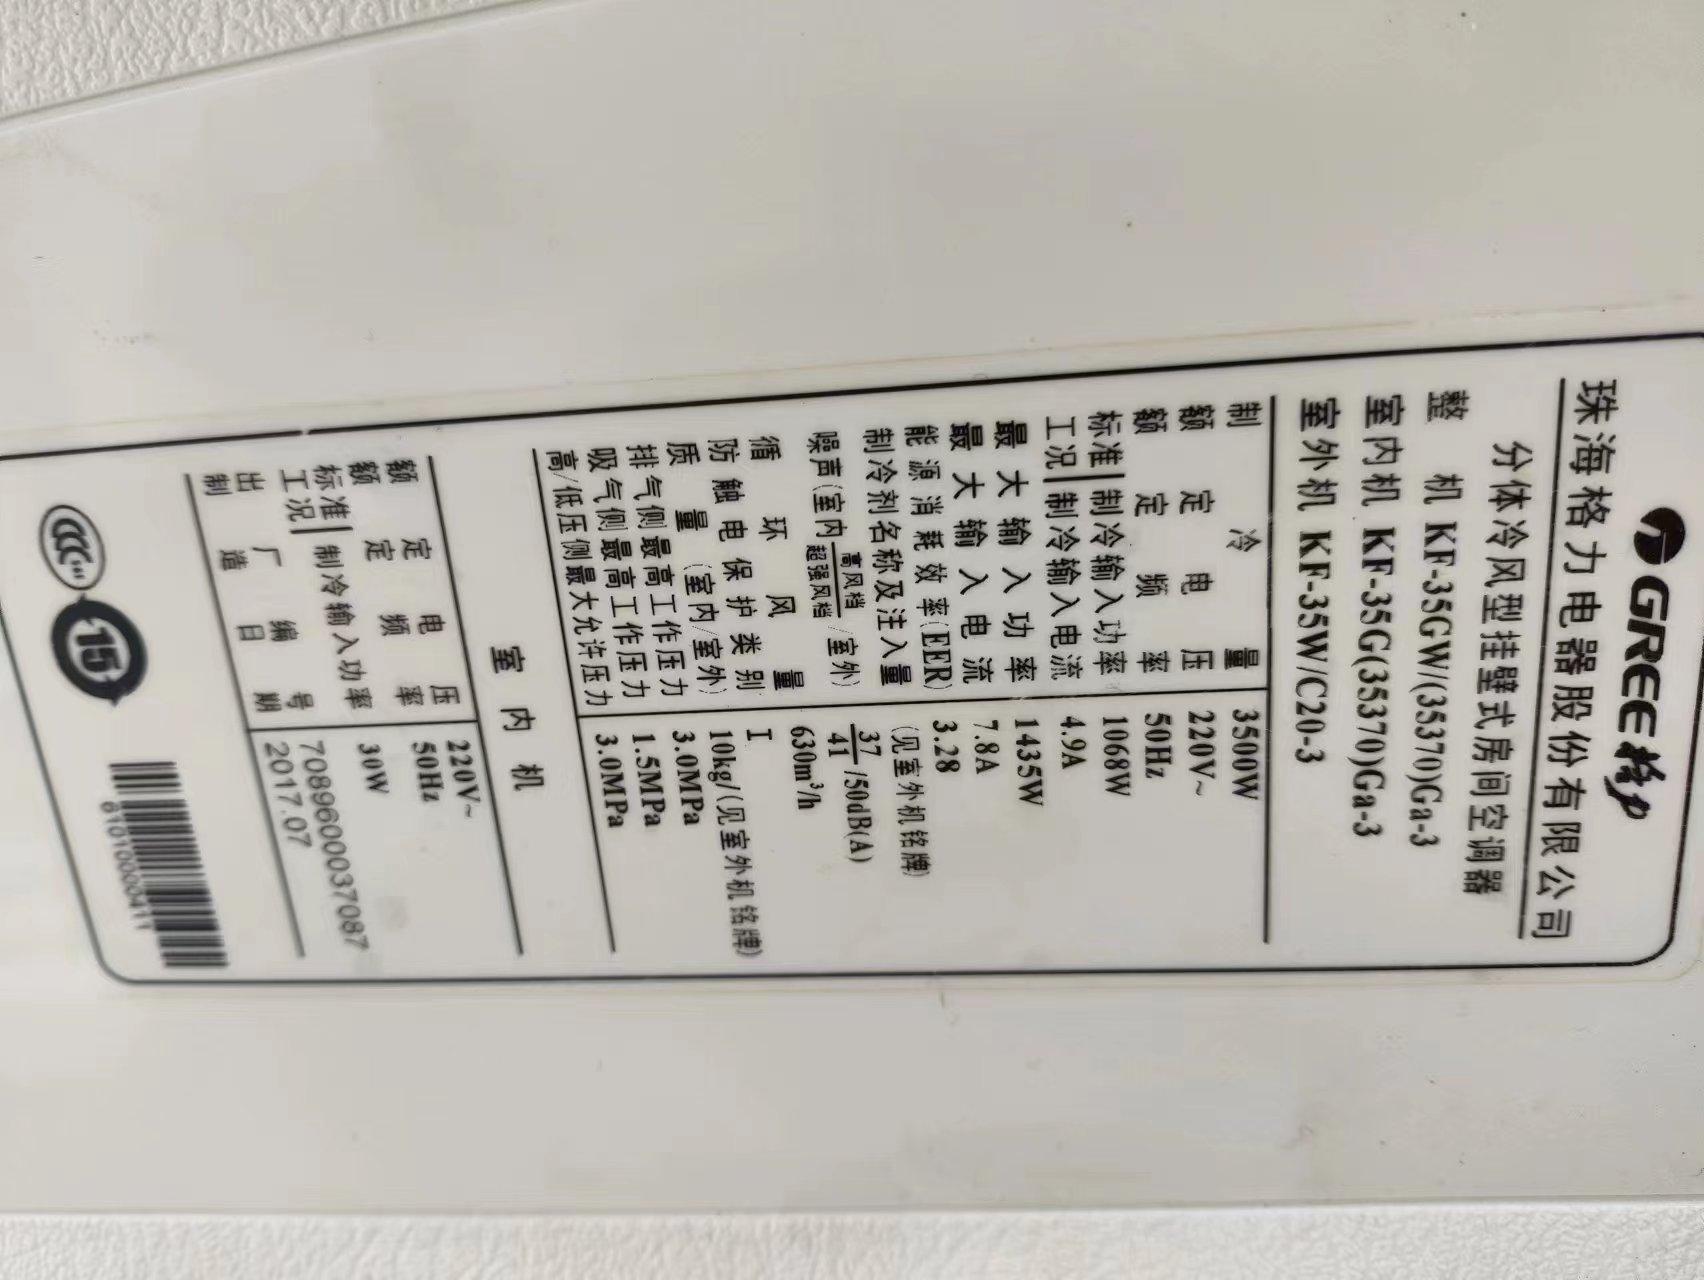 GREE 格力
珠海格力电器股份有限公司
分体冷风型挂壁式房间空调器
整机 KF-35GW/(35370)Ga-3
室内机 KF-35G(35370)Ga-3
室外机 KF-35W/C20-3
制冷量 3500W
额定电压 220V~
额定频率 50Hz
标准工况 制冷输入功率 1068W
制冷输入电流 4.9A
最大输入功率 1435W
最大输入电流 7.8A
能源消耗效率(EER) 3.28
制冷剂名称及注入量 (见室外机铭牌)
噪声(室内 高风档/超强风档 /室外) 37/41 /50dB(A)
循环风量 630m³/h
防触电保护类别 I
质量(室内/室外) 10kg/(见室外机铭牌)
排气侧最高工作压力 3.0MPa
吸气侧最高工作压力 1.5MPa
高/低压侧最大允许压力 3.0MPa
室内机
额定电压 220V~
额定频率 50Hz
标准工况 制冷输入功率 30W
出厂编号 7089600037087
制造日期 2017.07
CCC
15
6101000041​1